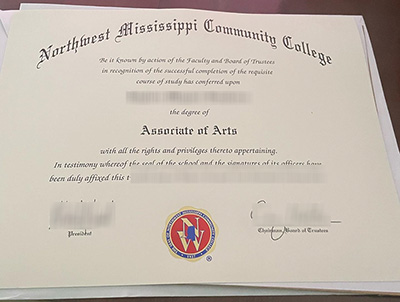 Northwest Mississippi Community College
Be it known by action of the Faculty and Board of Trustees
in recognition of the successful completion of the requisite
course of study has conferred upon
the degree of
Associate of Arts
with all the rights and privileges thereto appertaining.
In testimony whereof the seal of the school and the signatures of its officers have
been duly affixed this
President
Chairman, Board of Trustees